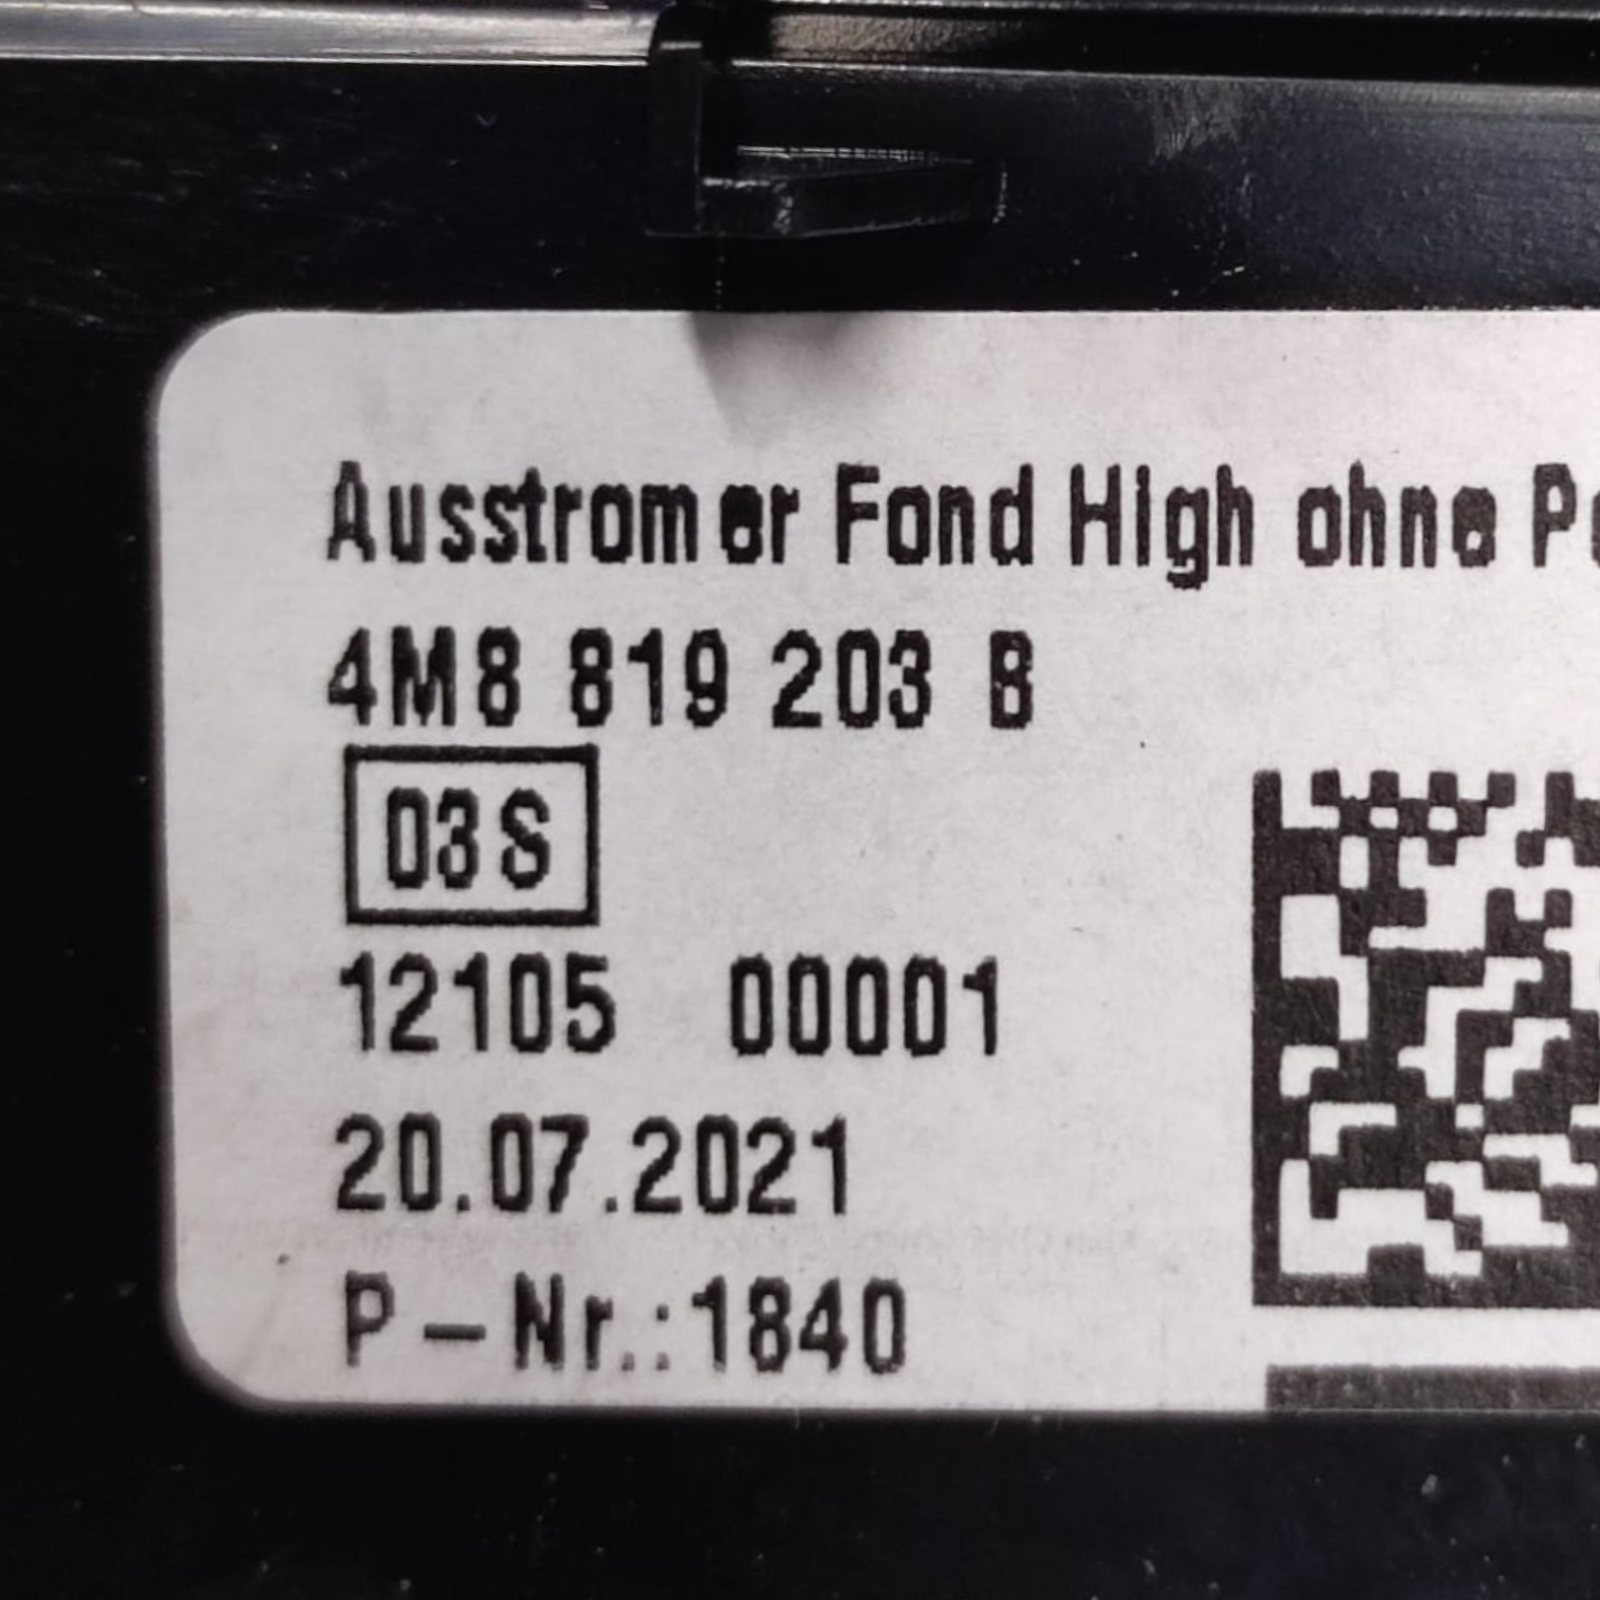 Ausstromer Fond High ohne
4M8 819 203 B
03S
12105 00001
20.07.2021
P-Nr.:1840